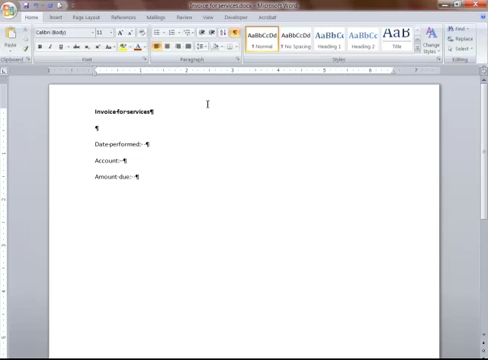 Invoice for services.docx - Microsoft Word
Home Insert Page Layout References Mailings Review View Developer Acrobat
Paste
Calibri (Body) 11
AaBbCcDd AaBbCcDd AaBbC AaBbCc AaB
¶ Normal ¶ No Spacing Heading 1 Heading 2 Title
Change Styles
Find
Replace
Select
Clipboard Font Paragraph Styles Editing
Invoice for services¶
¶
Date performed: ¶
Account: ¶
Amount due: ¶